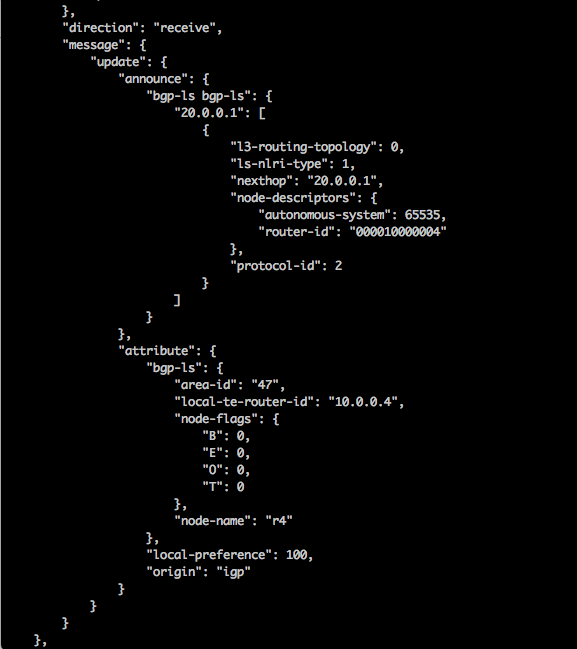 },
"direction": "receive",
"message": {
"update": {
"announce": {
"bgp-ls bgp-ls": {
"20.0.0.1": [
{
"l3-routing-topology": 0,
"ls-nlri-type": 1,
"nexthop": "20.0.0.1",
"node-descriptors": {
"autonomous-system": 65535,
"router-id": "000010000004"
},
"protocol-id": 2
}
]
}
},
"attribute": {
"bgp-ls": {
"area-id": "47",
"local-te-router-id": "10.0.0.4",
"node-flags": {
"B": 0,
"E": 0,
"O": 0,
"T": 0
},
"node-name": "r4"
},
"local-preference": 100,
"origin": "igp"
}
}
}
},